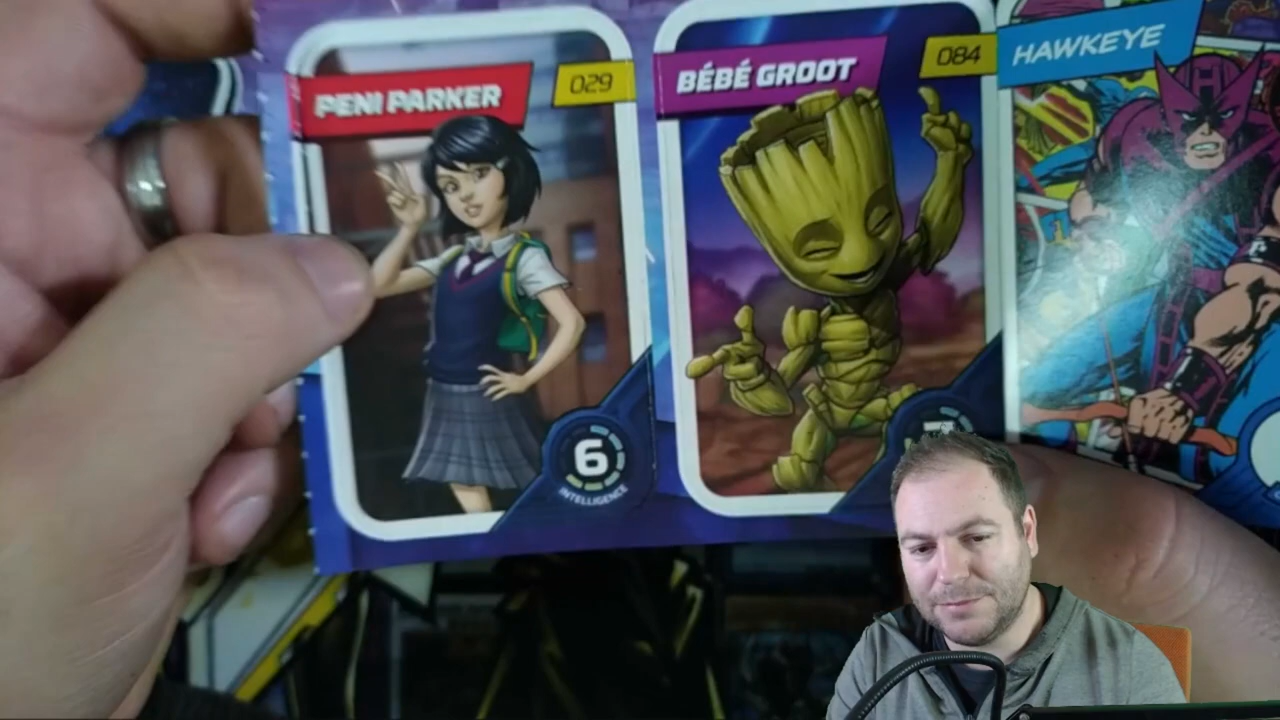 PENI PARKER
029
6
INTELLIGENCE
BÉBÉ GROOT
084
HAWKEYE